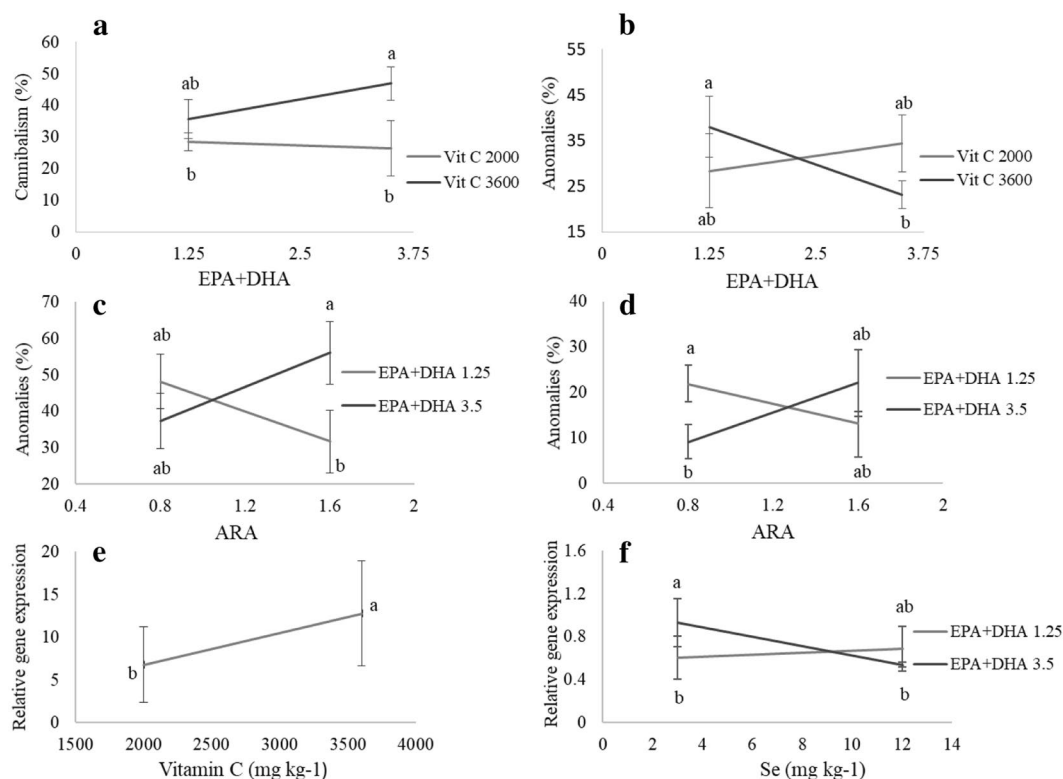 a
Cannibalism (%)
60
50
40
30
20
10
0
ab
a
b
b
Vit C 2000
Vit C 3600
0 1.25 2.5 3.75
EPA+DHA
b
Anomalies (%)
55
45
35
25
15
a
ab
ab
b
Vit C 2000
Vit C 3600
0 1.25 2.5 3.75
EPA+DHA
c
Anomalies (%)
70
60
50
40
30
20
ab
a
ab
b
EPA+DHA 1.25
EPA+DHA 3.5
0.4 0.8 1.2 1.6 2
ARA
d
Anomalies (%)
40
30
20
10
0
a
ab
b
ab
EPA+DHA 1.25
EPA+DHA 3.5
0.4 0.8 1.2 1.6 2
ARA
e
Relative gene expression
20
15
10
5
0
b
a
1500 2000 2500 3000 3500 4000
Vitamin C (mg kg-1)
f
Relative gene expression
1.6
1.2
0.8
0.4
0
a
ab
b
b
EPA+DHA 1.25
EPA+DHA 3.5
0 2 4 6 8 10 12 14
Se (mg kg-1)